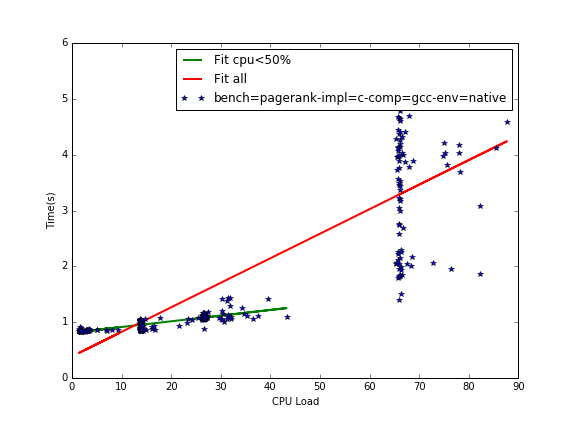 Fit cpu<50%
Fit all
bench=pagerank-impl=c-comp=gcc-env=native
6
5
4
3
2
1
0
Time(s)
0 10 20 30 40 50 60 70 80 90
CPU Load